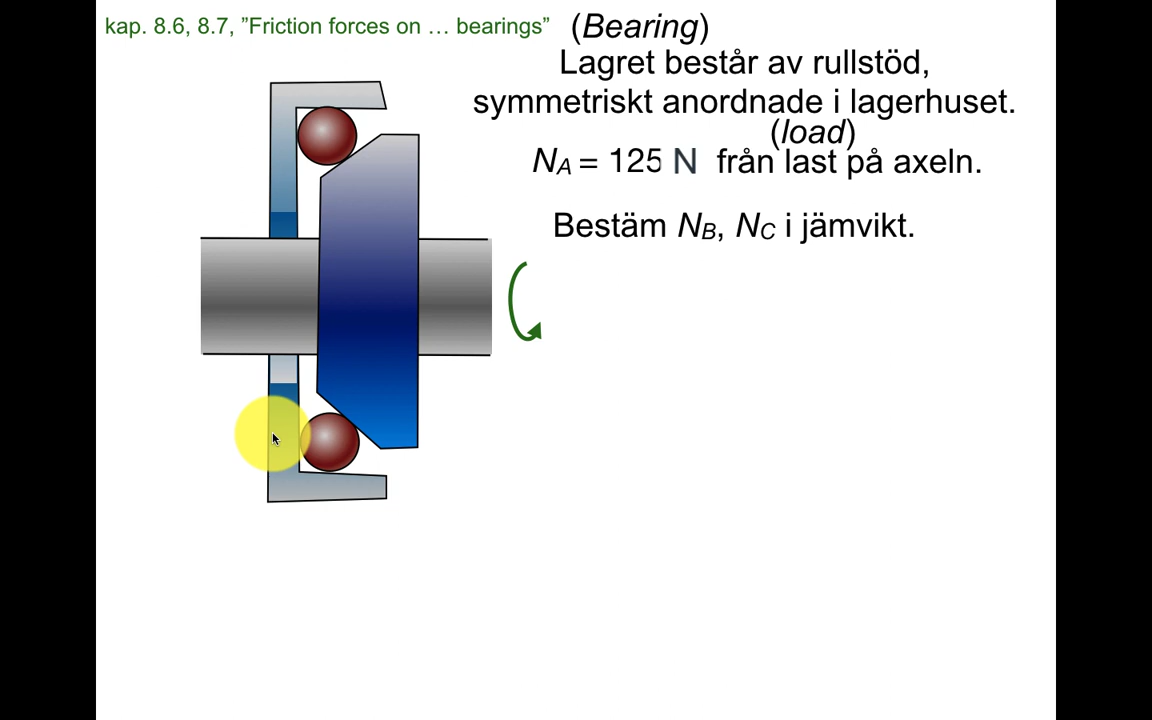 kap. 8.6, 8.7, ”Friction forces on … bearings” (Bearing)
Lagret består av rullstöd,
symmetriskt anordnade i lagerhuset.
(load)
NA = 125 N från last på axeln.
Bestäm NB, NC i jämvikt.